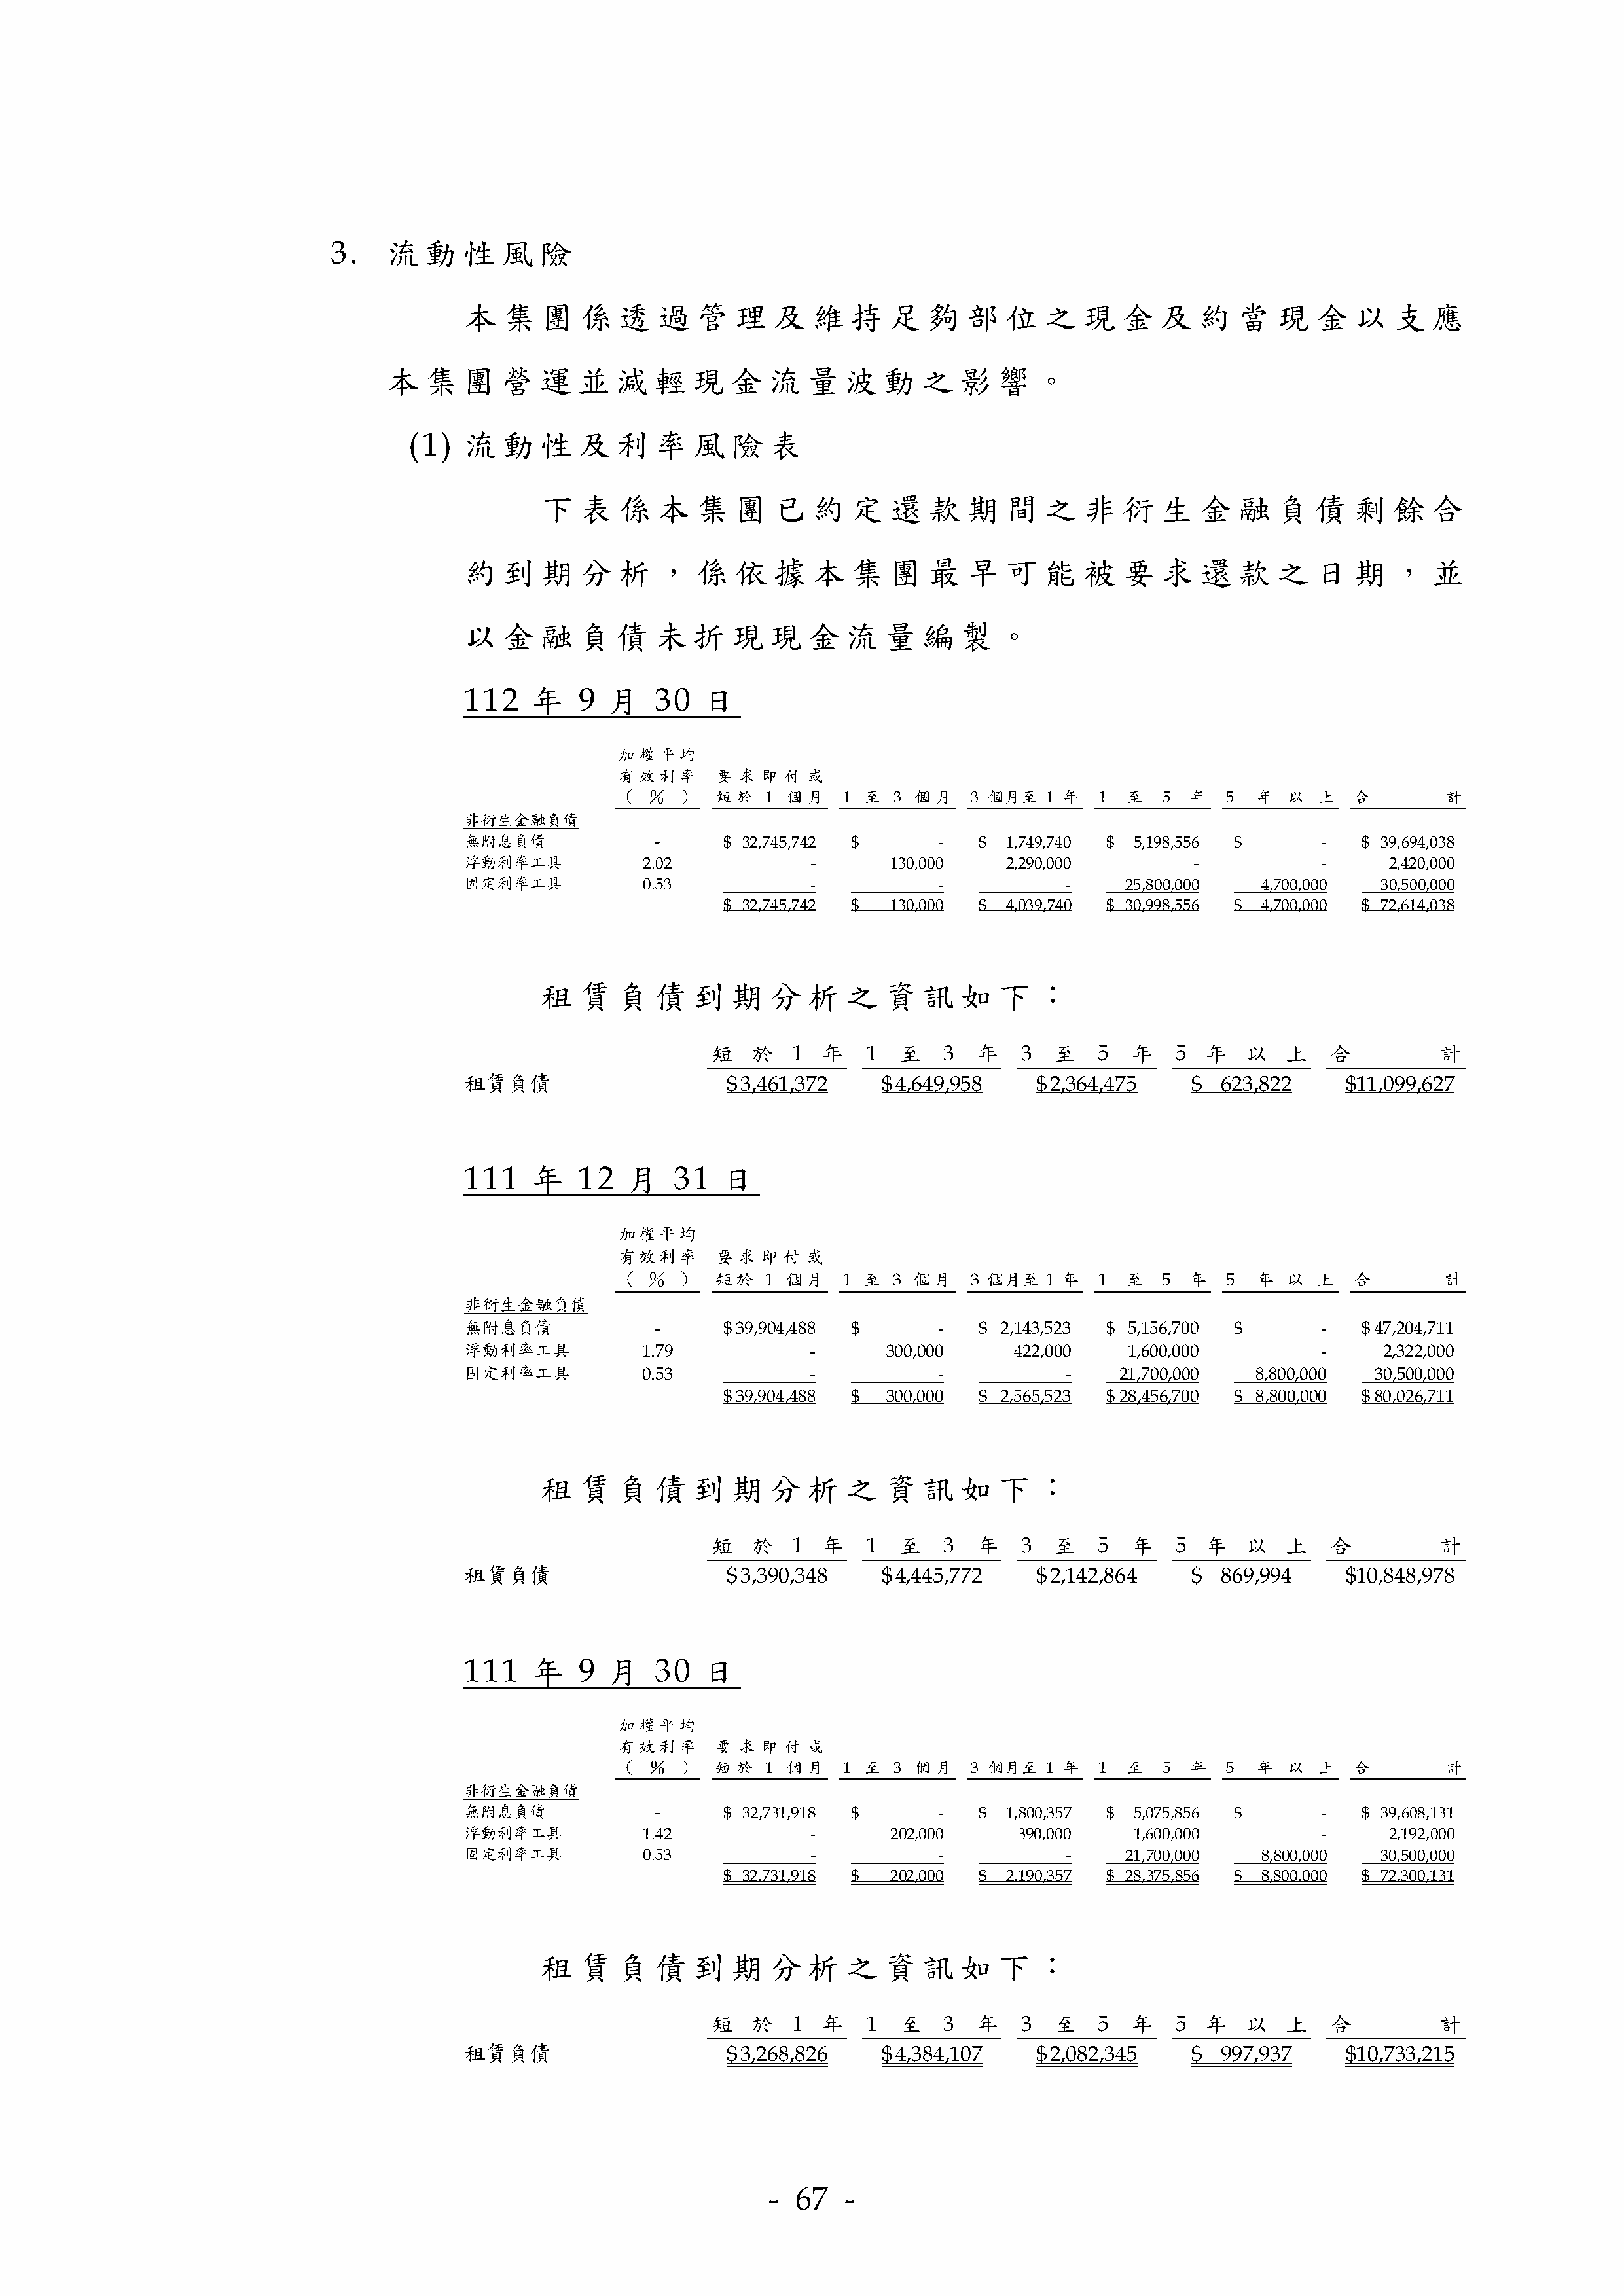 3. 流動性風險
本集團係透過管理及維持足夠部位之現金及約當現金以支應
本集團營運並減輕現金流量波動之影響。
(1) 流動性及利率風險表
下表係本集團已約定還款期間之非衍生金融負債剩餘合
約到期分析，係依據本集團最早可能被要求還款之日期，並
以金融負債未折現現金流量編製。
112 年 9 月 30 日
加權平均
有效利率 要求即付或
（ % ） 短於 1 個月 1 至 3 個月 3 個月至 1 年 1 至 5 年 5 年以上 合計
非衍生金融負債
無附息負債 - $ 32,745,742 $ - $ 1,749,740 $ 5,198,556 $ - $ 39,694,038
浮動利率工具 2.02 - 130,000 2,290,000 - - 2,420,000
固定利率工具 0.53 - - - 25,800,000 4,700,000 30,500,000
$ 32,745,742 $ 130,000 $ 4,039,740 $ 30,998,556 $ 4,700,000 $ 72,614,038
租賃負債到期分析之資訊如下：
短於 1 年 1 至 3 年 3 至 5 年 5 年以上 合計
租賃負債 $3,461,372 $4,649,958 $2,364,475 $ 623,822 $11,099,627
111 年 12 月 31 日
加權平均
有效利率 要求即付或
（ % ） 短於 1 個月 1 至 3 個月 3 個月至 1 年 1 至 5 年 5 年以上 合計
非衍生金融負債
無附息負債 - $39,904,488 $ - $ 2,143,523 $ 5,156,700 $ - $47,204,711
浮動利率工具 1.79 - 300,000 422,000 1,600,000 - 2,322,000
固定利率工具 0.53 - - - 21,700,000 8,800,000 30,500,000
$39,904,488 $ 300,000 $ 2,565,523 $28,456,700 $ 8,800,000 $80,026,711
租賃負債到期分析之資訊如下：
短於 1 年 1 至 3 年 3 至 5 年 5 年以上 合計
租賃負債 $3,390,348 $4,445,772 $2,142,864 $ 869,994 $10,848,978
111 年 9 月 30 日
加權平均
有效利率 要求即付或
（ % ） 短於 1 個月 1 至 3 個月 3 個月至 1 年 1 至 5 年 5 年以上 合計
非衍生金融負債
無附息負債 - $ 32,731,918 $ - $ 1,800,357 $ 5,075,856 $ - $ 39,608,131
浮動利率工具 1.42 - 202,000 390,000 1,600,000 - 2,192,000
固定利率工具 0.53 - - - 21,700,000 8,800,000 30,500,000
$ 32,731,918 $ 202,000 $ 2,190,357 $ 28,375,856 $ 8,800,000 $ 72,300,131
租賃負債到期分析之資訊如下：
短於 1 年 1 至 3 年 3 至 5 年 5 年以上 合計
租賃負債 $3,268,826 $4,384,107 $2,082,345 $ 997,937 $10,733,215
- 67 -